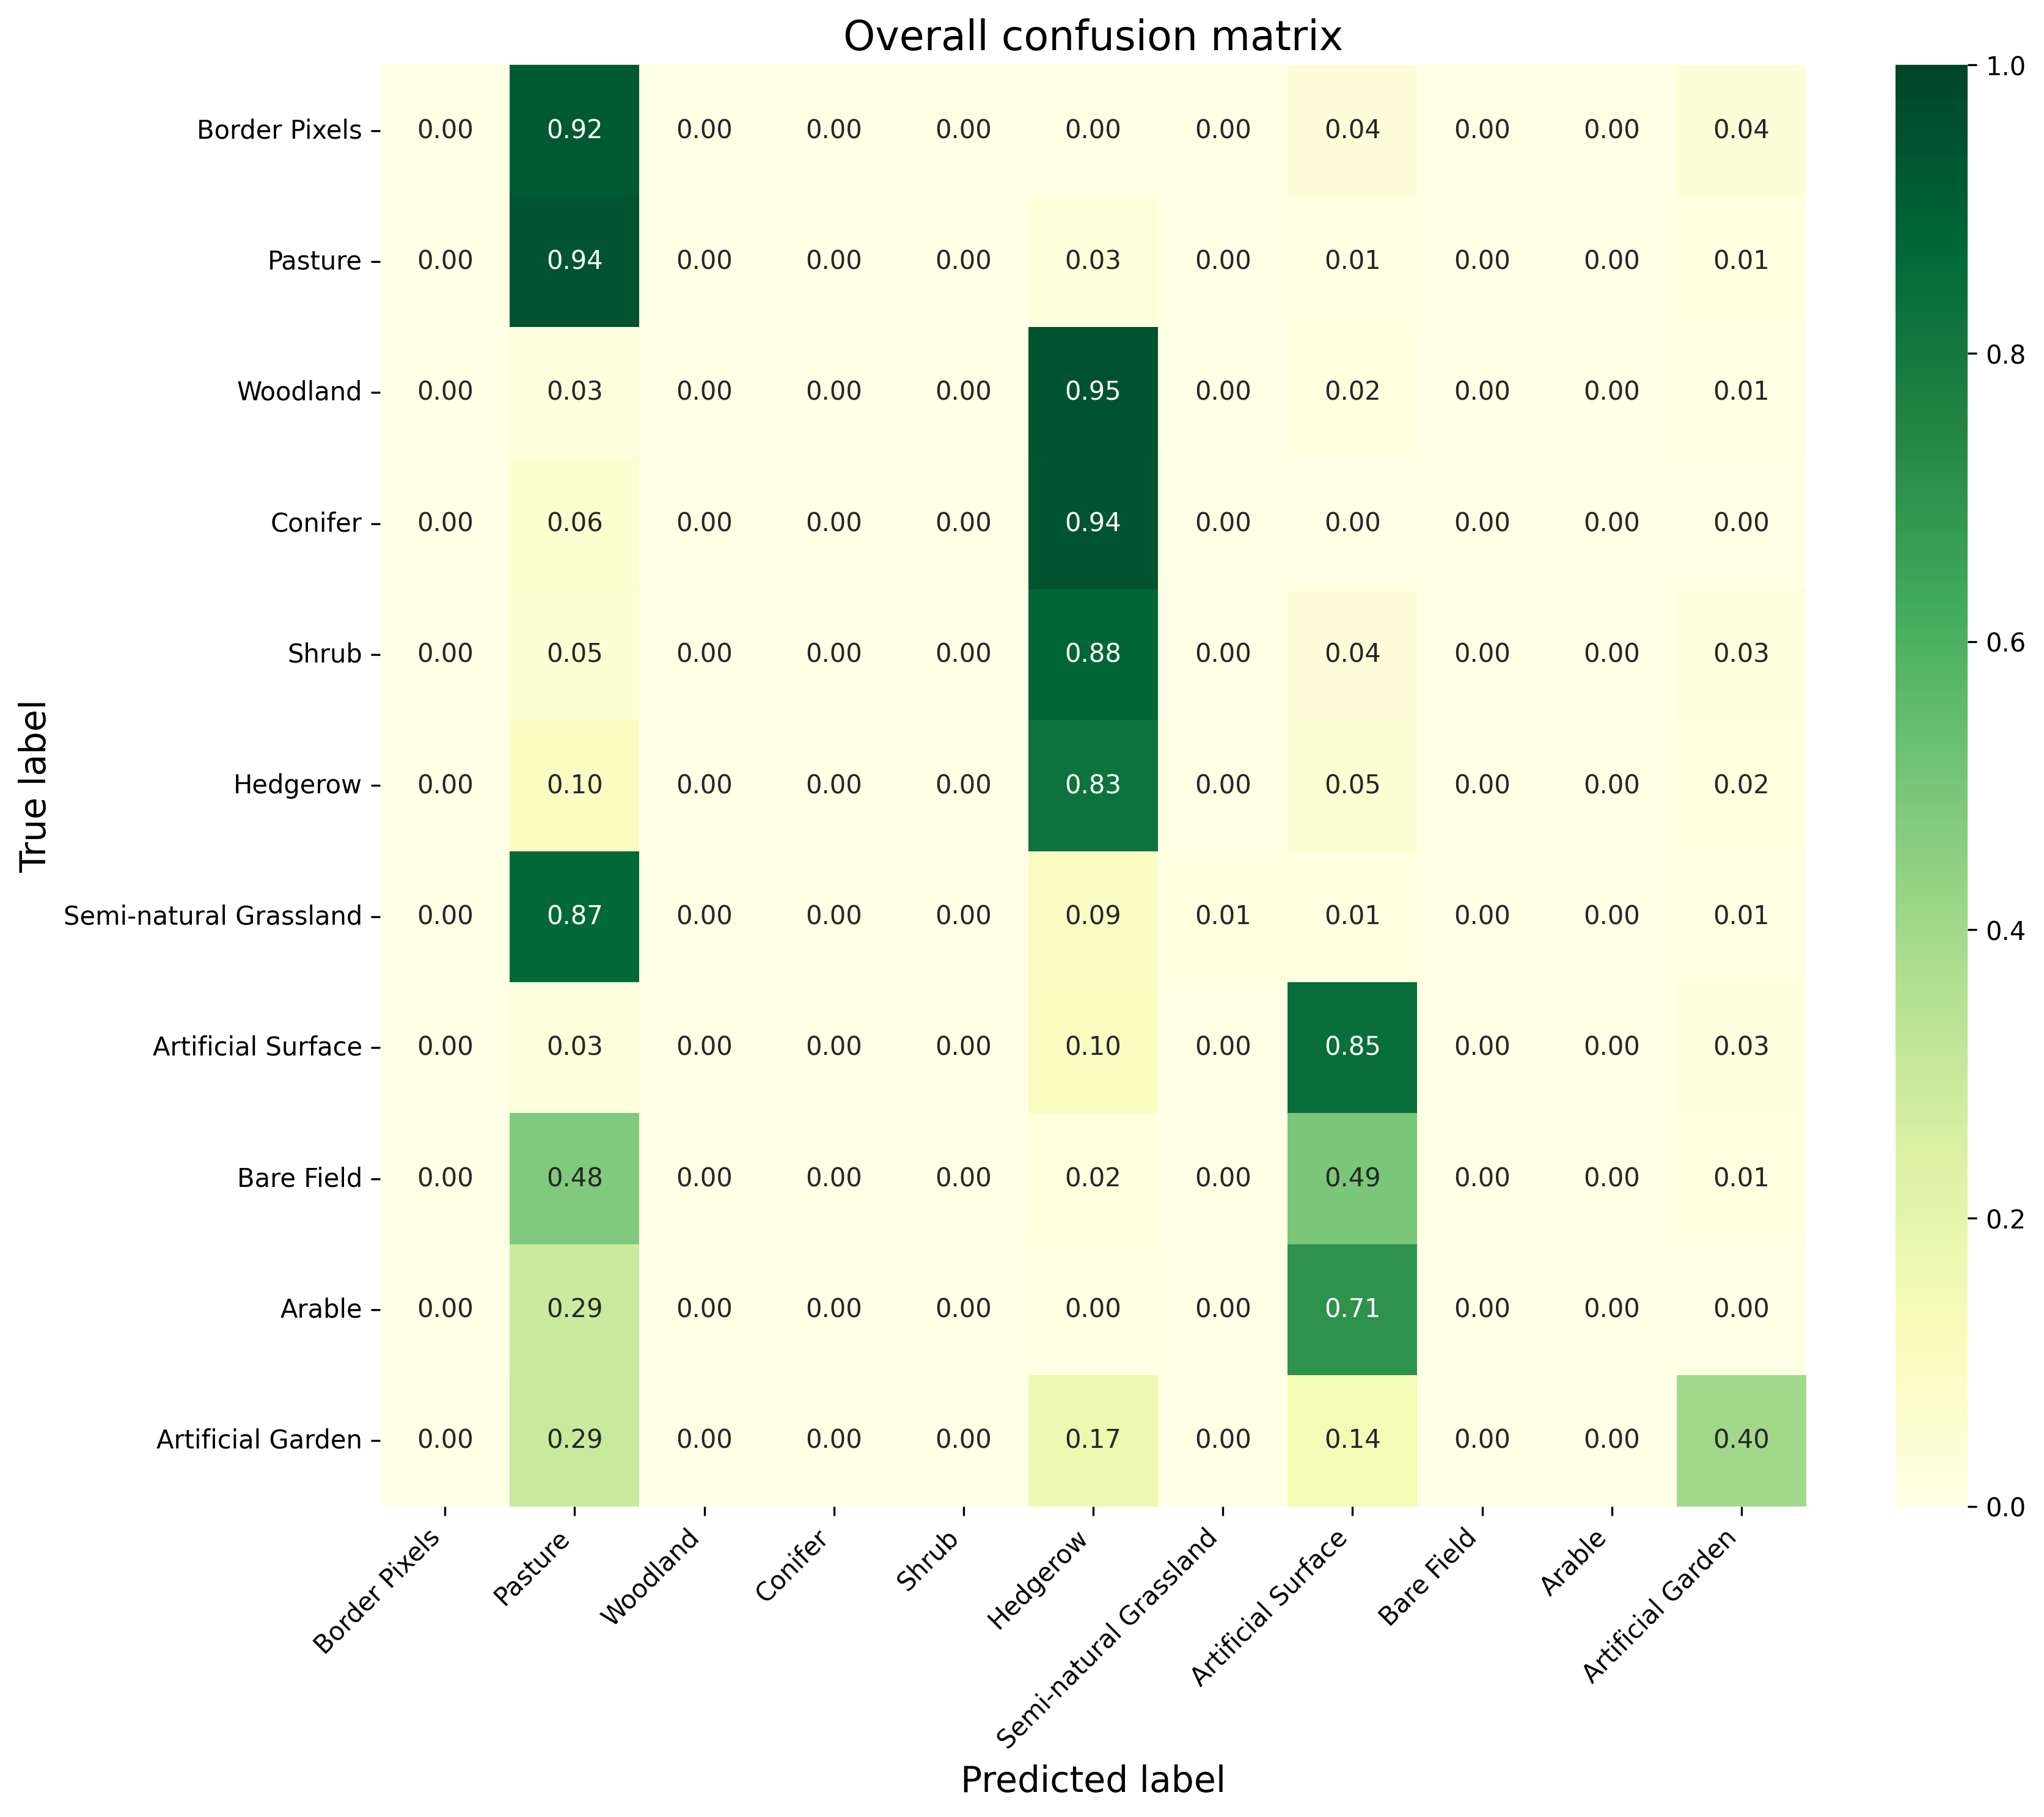 Overall confusion matrix
True label
Border Pixels 0.00 0.92 0.00 0.00 0.00 0.00 0.00 0.04 0.00 0.00 0.04
Pasture 0.00 0.94 0.00 0.00 0.00 0.03 0.00 0.01 0.00 0.00 0.01
Woodland 0.00 0.03 0.00 0.00 0.00 0.95 0.00 0.02 0.00 0.00 0.01
Conifer 0.00 0.06 0.00 0.00 0.00 0.94 0.00 0.00 0.00 0.00 0.00
Shrub 0.00 0.05 0.00 0.00 0.00 0.88 0.00 0.04 0.00 0.00 0.03
Hedgerow 0.00 0.10 0.00 0.00 0.00 0.83 0.00 0.05 0.00 0.00 0.02
Semi-natural Grassland 0.00 0.87 0.00 0.00 0.00 0.09 0.01 0.01 0.00 0.00 0.01
Artificial Surface 0.00 0.03 0.00 0.00 0.00 0.10 0.00 0.85 0.00 0.00 0.03
Bare Field 0.00 0.48 0.00 0.00 0.00 0.02 0.00 0.49 0.00 0.00 0.01
Arable 0.00 0.29 0.00 0.00 0.00 0.00 0.00 0.71 0.00 0.00 0.00
Artificial Garden 0.00 0.29 0.00 0.00 0.00 0.17 0.00 0.14 0.00 0.00 0.40
Border Pixels
Pasture
Woodland
Conifer
Shrub
Hedgerow
Semi-natural Grassland
Artificial Surface
Bare Field
Arable
Artificial Garden
Predicted label
1.0
0.8
0.6
0.4
0.2
0.0